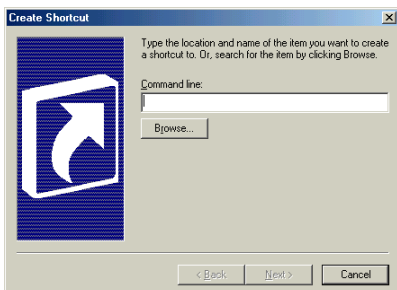 Create Shortcut
Type the location and name of the item you want to create
a shortcut to. Or, search for the item by clicking Browse.
Command line:
Browse...
< Back
Next >
Cancel